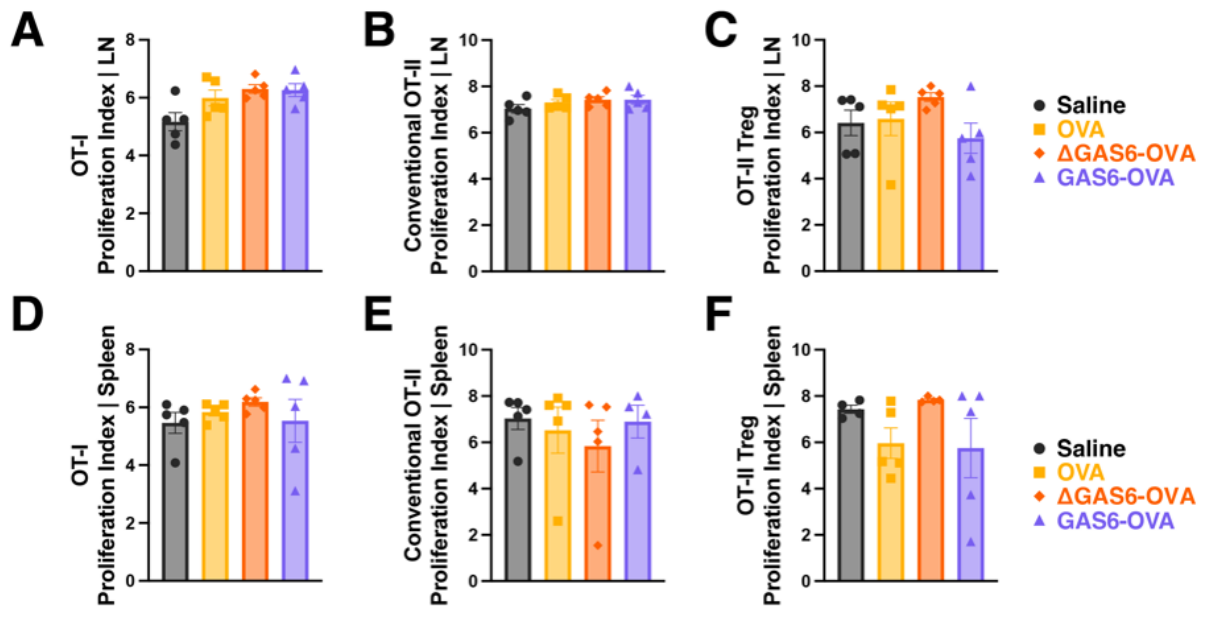 A
OT-I
Proliferation Index | LN
8
6
4
2
0
B
Conventional OT-II
Proliferation Index | LN
10
8
6
4
2
0
C
OT-II Treg
Proliferation Index | LN
10
8
6
4
2
0
Saline
OVA
ΔGAS6-OVA
GAS6-OVA
D
OT-I
Proliferation Index | Spleen
8
6
4
2
0
E
Conventional OT-II
Proliferation Index | Spleen
10
8
6
4
2
0
F
OT-II Treg
Proliferation Index | Spleen
10
8
6
4
2
0
Saline
OVA
ΔGAS6-OVA
GAS6-OVA